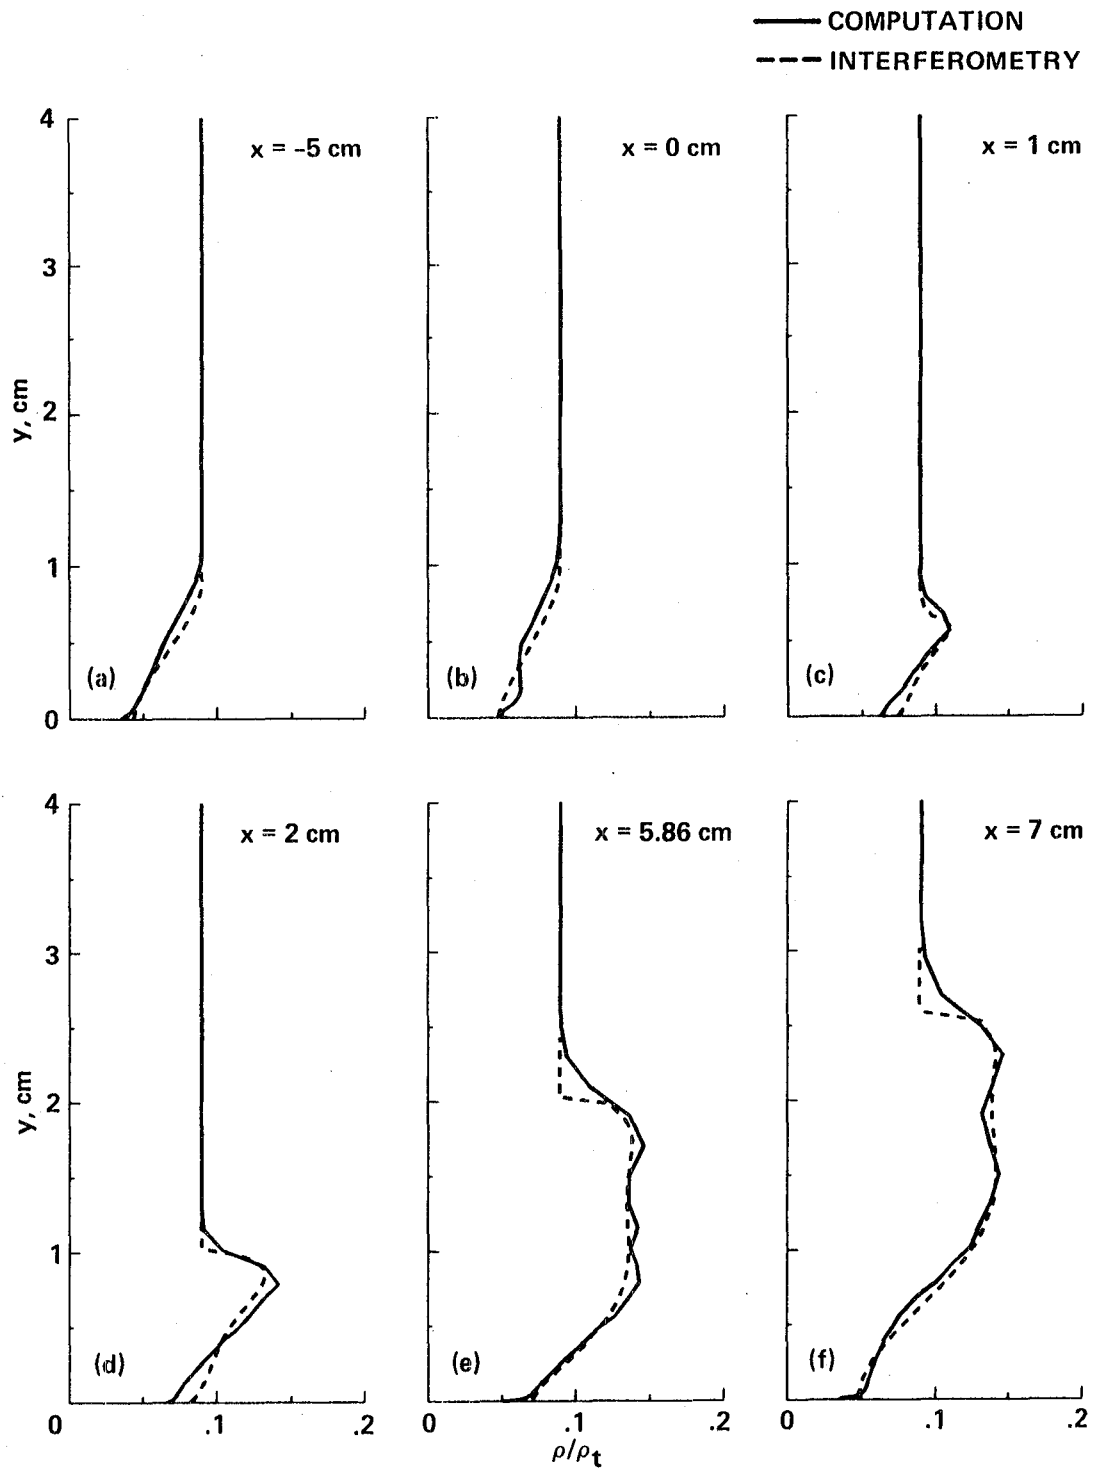 COMPUTATION
INTERFEROMETRY
4
3
2
1
0
y, cm
x = -5 cm
(a)
x = 0 cm
(b)
x = 1 cm
(c)
4
3
2
1
0
.1
.2
y, cm
x = 2 cm
(d)
x = 5.86 cm
(e)
0
.1
.2
x = 7 cm
(f)
0
.1
.2
ρ/ρt